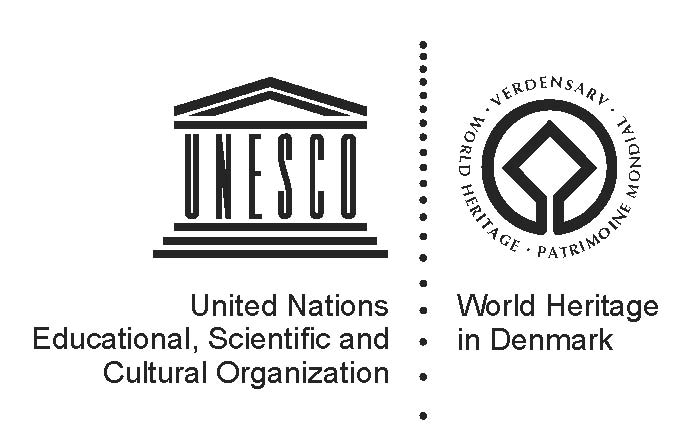 UNESCO
United Nations
Educational, Scientific and
Cultural Organization
· VERDENSARV ·
WORLD HERITAGE · PATRIMOINE MONDIAL
World Heritage
in Denmark